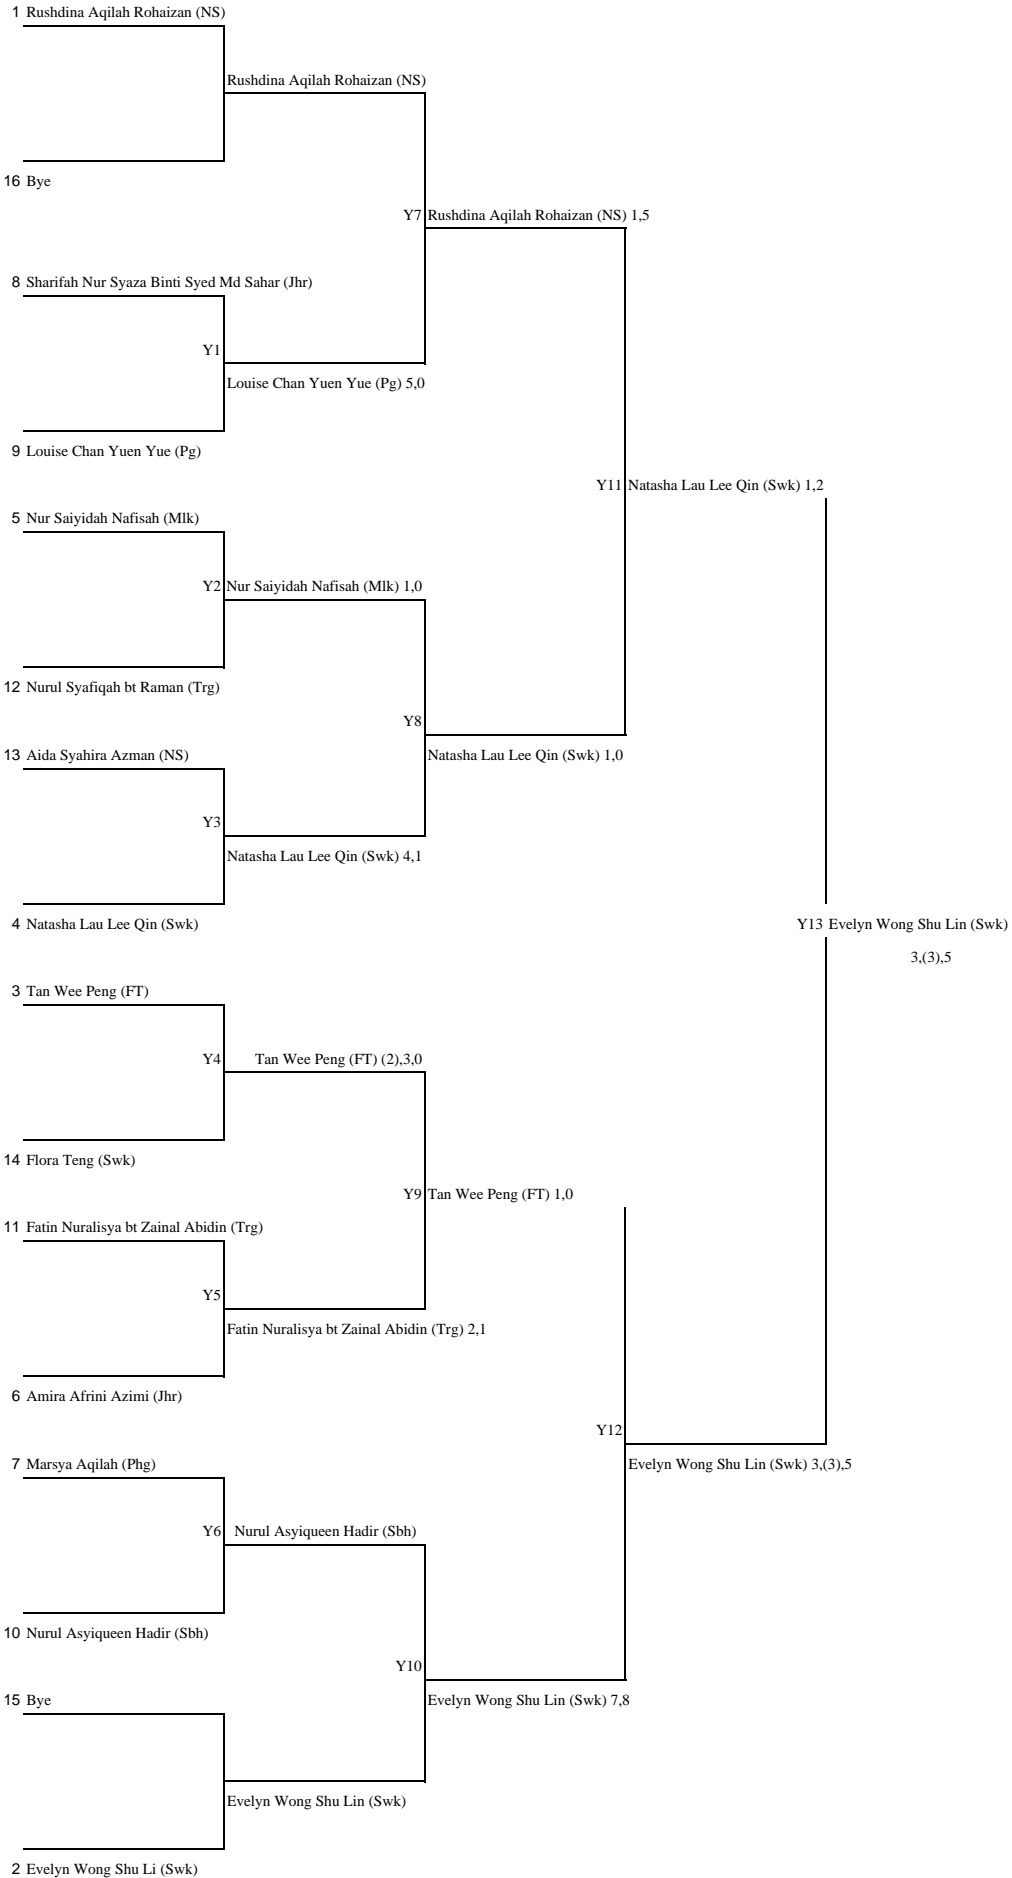 1 Rushdina Aqilah Rohaizan (NS)
Rushdina Aqilah Rohaizan (NS)
16 Bye
Y7 Rushdina Aqilah Rohaizan (NS) 1,5
8 Sharifah Nur Syaza Binti Syed Md Sahar (Jhr)
Y1
Louise Chan Yuen Yue (Pg) 5,0
9 Louise Chan Yuen Yue (Pg)
Y11 Natasha Lau Lee Qin (Swk) 1,2
5 Nur Saiyidah Nafisah (Mlk)
Y2 Nur Saiyidah Nafisah (Mlk) 1,0
12 Nurul Syafiqah bt Raman (Trg)
Y8
13 Aida Syahira Azman (NS)
Natasha Lau Lee Qin (Swk) 1,0
Y3
Natasha Lau Lee Qin (Swk) 4,1
4 Natasha Lau Lee Qin (Swk)
Y13 Evelyn Wong Shu Lin (Swk)
3,(3),5
3 Tan Wee Peng (FT)
Y4 Tan Wee Peng (FT) (2),3,0
14 Flora Teng (Swk)
Y9 Tan Wee Peng (FT) 1,0
11 Fatin Nuralisya bt Zainal Abidin (Trg)
Y5
Fatin Nuralisya bt Zainal Abidin (Trg) 2,1
6 Amira Afrini Azimi (Jhr)
Y12
7 Marsya Aqilah (Phg)
Evelyn Wong Shu Lin (Swk) 3,(3),5
Y6 Nurul Asyiqueen Hadir (Sbh)
10 Nurul Asyiqueen Hadir (Sbh)
Y10
15 Bye
Evelyn Wong Shu Lin (Swk) 7,8
Evelyn Wong Shu Lin (Swk)
2 Evelyn Wong Shu Li (Swk)